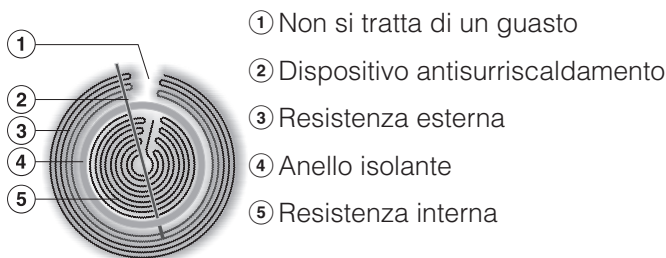 1
2
3
4
5
① Non si tratta di un guasto
② Dispositivo antisurriscaldamento
③ Resistenza esterna
④ Anello isolante
⑤ Resistenza interna